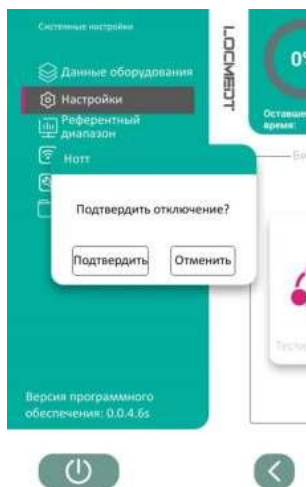 Системные настройки
Данные оборудования
Настройки
Референтный
диапазон
Нотт
Подтвердить отключение?
Подтвердить
Отменить
Версия программного
обеспечения: 0.0.4.6s
LOCMEDT
0%
Оставшееся
время: